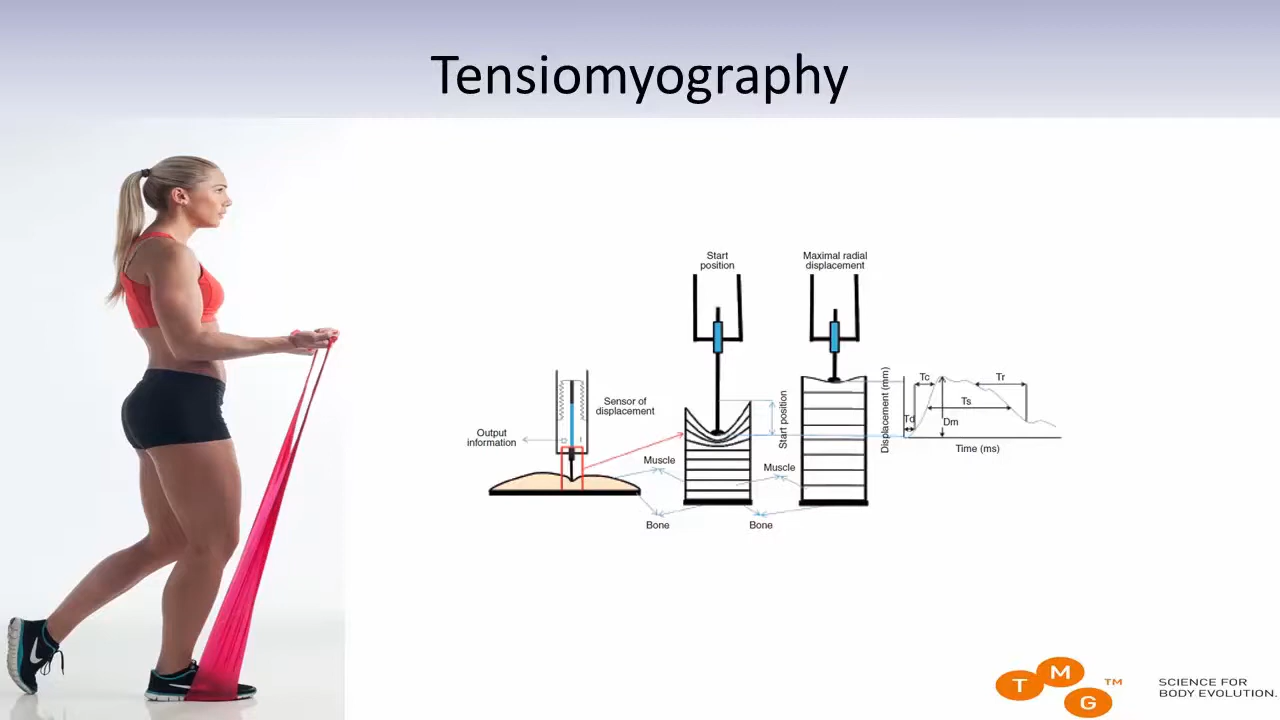 Tensiomyography
Start
position
Maximal radial
displacement
Sensor of
displacement
Output
information
Muscle
Bone
Start position
Muscle
Bone
Displacement (mm)
Tc
Tr
Ts
Td
Dm
Time (ms)
TMG™
SCIENCE FOR
BODY EVOLUTION.